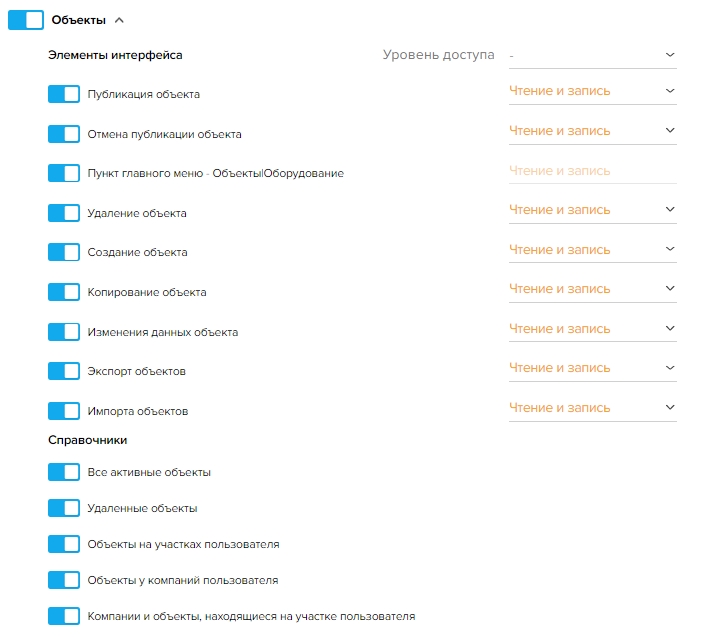 Объекты
Элементы интерфейса Уровень доступа -
Публикация объекта Чтение и запись
Отмена публикации объекта Чтение и запись
Пункт главного меню - Объекты|Оборудование Чтение и запись
Удаление объекта Чтение и запись
Создание объекта Чтение и запись
Копирование объекта Чтение и запись
Изменения данных объекта Чтение и запись
Экспорт объектов Чтение и запись
Импорта объектов Чтение и запись
Справочники
Все активные объекты
Удаленные объекты
Объекты на участках пользователя
Объекты у компаний пользователя
Компании и объекты, находящиеся на участке пользователя